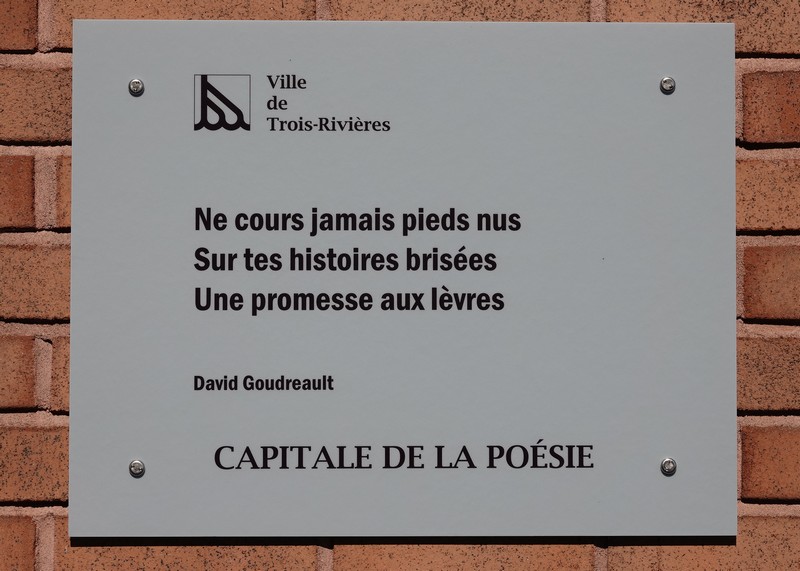 Ville
de
Trois-Rivières
Ne cours jamais pieds nus
Sur tes histoires brisées
Une promesse aux lèvres
David Goudreault
CAPITALE DE LA POÉSIE